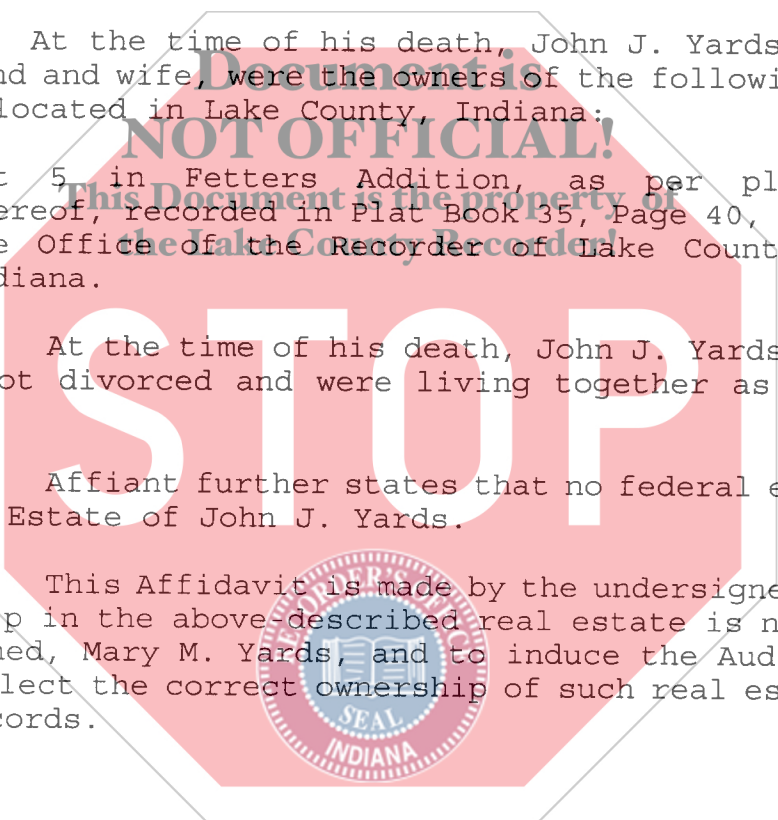 At the time of his death, John J. Yards
nd and wife, were the owners of the followi
located in Lake County, Indiana:
Document is
NOT OFFICIAL!
This Document is the property of
the Lake County Recorder!
t 5 in Fetters Addition, as per pl
ereof, recorded in Plat Book 35, Page 40,
e Office of the Recorder of Lake Count
diana.
STOP
At the time of his death, John J. Yards
ot divorced and were living together as
Affiant further states that no federal e
Estate of John J. Yards.
This Affidavit is made by the undersigne
p in the above-described real estate is n
ned, Mary M. Yards, and to induce the Aud
lect the correct ownership of such real es
cords.
RECORDER'S OFFICE
SEAL
INDIANA